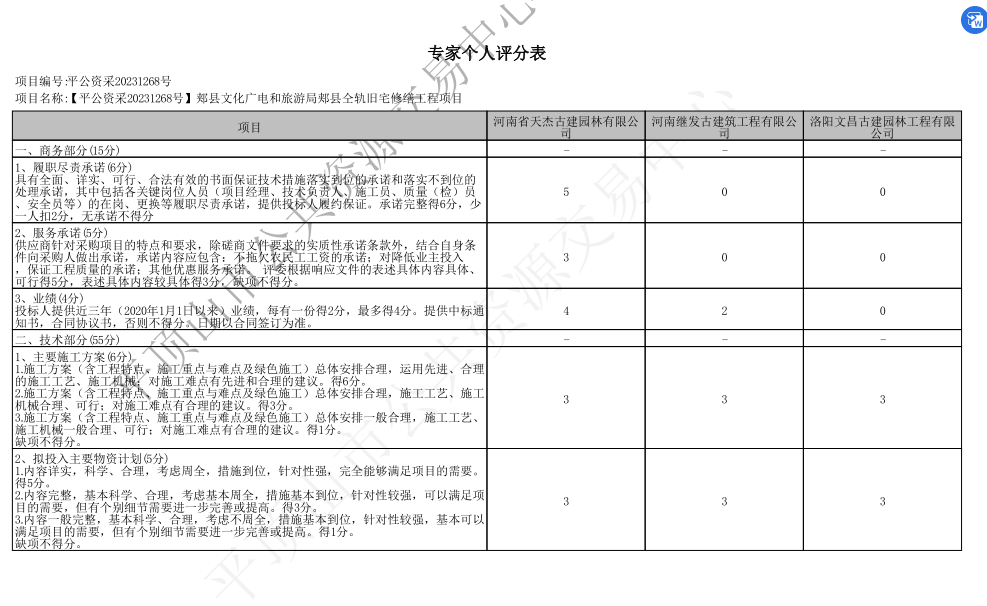 专家个人评分表
项目编号:平公资采20231268号
项目名称:【平公资采20231268号】郏县文化广电和旅游局郏县仝轨旧宅修缮工程项目
项目
河南省天杰古建园林有限公
司
河南继发古建筑工程有限公
司
洛阳文昌古建园林工程有限
公司
一、商务部分(15分)
-
-
-
1、履职尽责承诺(6分)
具有全面、详实、可行、合法有效的书面保证技术措施落实到位的承诺和落实不到位的
处理承诺，其中包括各关键岗位人员（项目经理、技术负责人、施工员、质量（检）员
、安全员等）的在岗、更换等履职尽责承诺，提供投标人履约保证。承诺完整得6分，少
一人扣2分，无承诺不得分
5
0
0
2、服务承诺(5分)
供应商针对采购项目的特点和要求，除磋商文件要求的实质性承诺条款外，结合自身条
件向采购人做出承诺，承诺内容应包含：不拖欠农民工工资的承诺；对降低业主投入
，保证工程质量的承诺；其他优惠服务承诺。 评委根据响应文件的表述具体内容具体、
可行得5分，表述具体内容较具体得3分，缺项不得分。
3
0
0
3、业绩(4分)
投标人提供近三年（2020年1月1日以来）业绩，每有一份得2分，最多得4分。提供中标通
知书，合同协议书，否则不得分。日期以合同签订为准。
4
2
0
二、技术部分(55分)
-
-
-
1、主要施工方案(6分)
1.施工方案（含工程特点、施工重点与难点及绿色施工）总体安排合理，运用先进、合理
的施工工艺、施工机械；对施工难点有先进和合理的建议。得6分。
2.施工方案（含工程特点、施工重点与难点及绿色施工）总体安排合理，施工工艺、施工
机械合理、可行；对施工难点有合理的建议。得3分。
3.施工方案（含工程特点、施工重点与难点及绿色施工）总体安排一般合理，施工工艺、
施工机械一般合理、可行；对施工难点有合理的建议。得1分。
缺项不得分。
3
3
3
2、拟投入主要物资计划(5分)
1.内容详实，科学、合理，考虑周全，措施到位，针对性强，完全能够满足项目的需要。
得5分。
2.内容完整，基本科学、合理，考虑基本周全，措施基本到位，针对性较强，可以满足项
目的需要，但有个别细节需要进一步完善或提高。得3分。
3.内容一般完整，基本科学、合理，考虑不周全，措施基本到位，针对性较强，基本可以
满足项目的需要，但有个别细节需要进一步完善或提高。得1分。
缺项不得分。
3
3
3
平顶山市公共资源交易中心
平顶山市公共资源交易中心